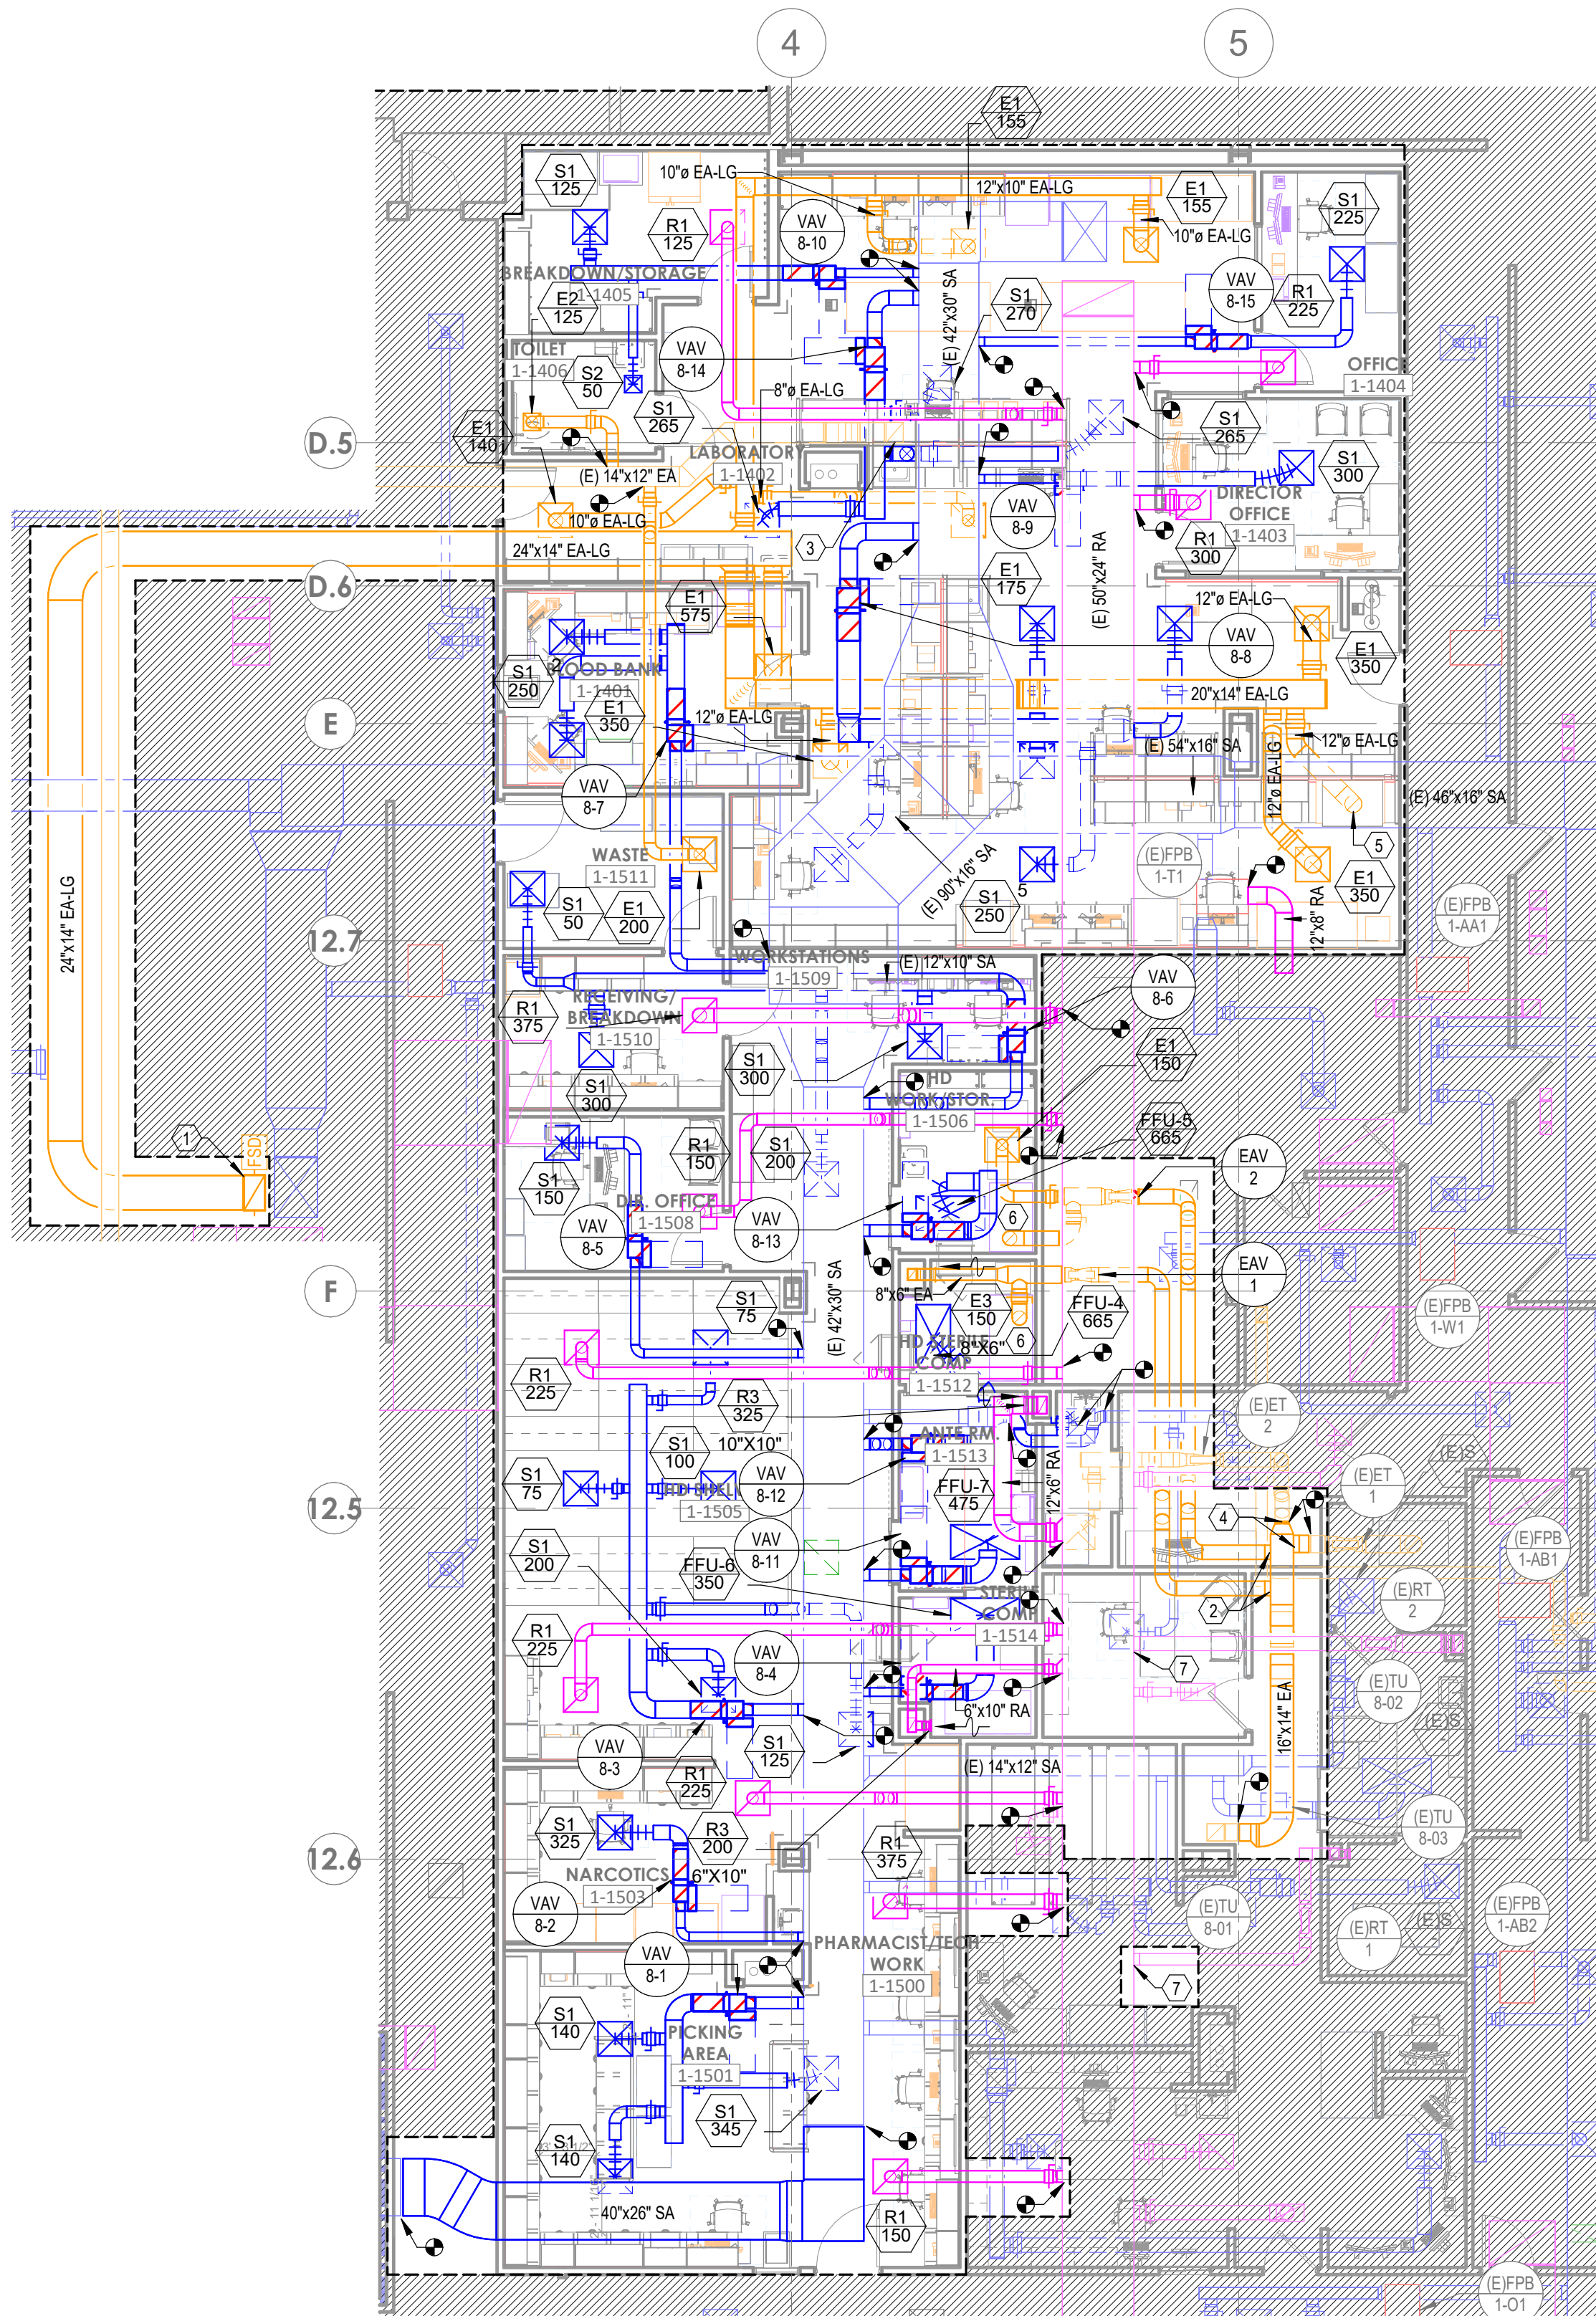 4
5
E1
155
S1
125
10"ø EA-LG
12"x10" EA-LG
E1
155
S1
225
R1
125
VAV
8-10
10"ø EA-LG
BREAKDOWN/STORAGE
1-1405
E2
125
(E) 42"x30" SA
S1
270
VAV
8-15
R1
225
TOILET
1-1406
VAV
8-14
S2
50
OFFICE
1-1404
8"ø EA-LG
S1
265
E1
140
D.5
S1
265
LABORATORY
1-1402
(E) 14"x12" EA
S1
300
DIRECTOR
OFFICE
1-1403
VAV
8-9
10"ø EA-LG
24"x14" EA-LG
3
R1
300
(E) 50"x24" RA
D.6
E1
575
E1
175
12"ø EA-LG
VAV
8-8
E1
350
BLOOD BANK
1-1401
S1
250
2
E1
350
12"ø EA-LG
20"x14" EA-LG
E
(E) 54"x16" SA
12"ø EA-LG
12"ø EA-LG
VAV
8-7
(E) 46"x16" SA
WASTE
1-1511
(E) 90"x16" SA
(E)FPB
1-T1
5
S1
50
E1
200
S1
250
5
E1
350
(E)FPB
1-AA1
24"x14" EA-LG
12.7
12"x8" RA
WORKSTATIONS
1-1509
(E) 12"x10" SA
VAV
8-6
R1
375
RECEIVING/
BREAKDOWN
1-1510
E1
150
S1
300
S1
300
HD
WORK/STOR.
1-1506
FFU-5
665
1
FSD
R1
150
S1
200
EAV
2
S1
150
DIR. OFFICE
1-1508
VAV
8-5
VAV
8-13
6
F
(E) 42"x30" SA
8"x6" EA
EAV
1
S1
75
E3
150
FFU-4
665
6
(E)FPB
1-W1
HD STERILE
COMP
1-1512
8"X6"
R1
225
R3
325
10"X10"
(E)ET
2
ANTE RM.
1-1513
S1
100
(E)S
-
S1
75
VAV
8-12
FFU-7
475
12"x6" RA
(E)ET
1
HD SHELL
1-1505
12.5
4
S1
200
VAV
8-11
(E)FPB
1-AB1
FFU-6
350
STERILE
COMP
1-1514
(E)RT
2
R1
225
2
VAV
8-4
7
(E)TU
8-02
6"x10" RA
(E)S
-
VAV
8-3
S1
125
16"x14" EA
R1
225
(E) 14"x12" SA
S1
325
R3
200
6"X10"
(E)TU
8-03
R1
375
12.6
NARCOTICS
1-1503
VAV
8-2
(E)TU
8-01
(E)S
-
(E)FPB
1-AB2
(E)RT
1
PHARMACIST/TECH
WORK
1-1500
VAV
8-1
7
S1
140
PICKING
AREA
1-1501
S1
345
S1
140
40"x26" SA
R1
150
(E)FPB
1-O1